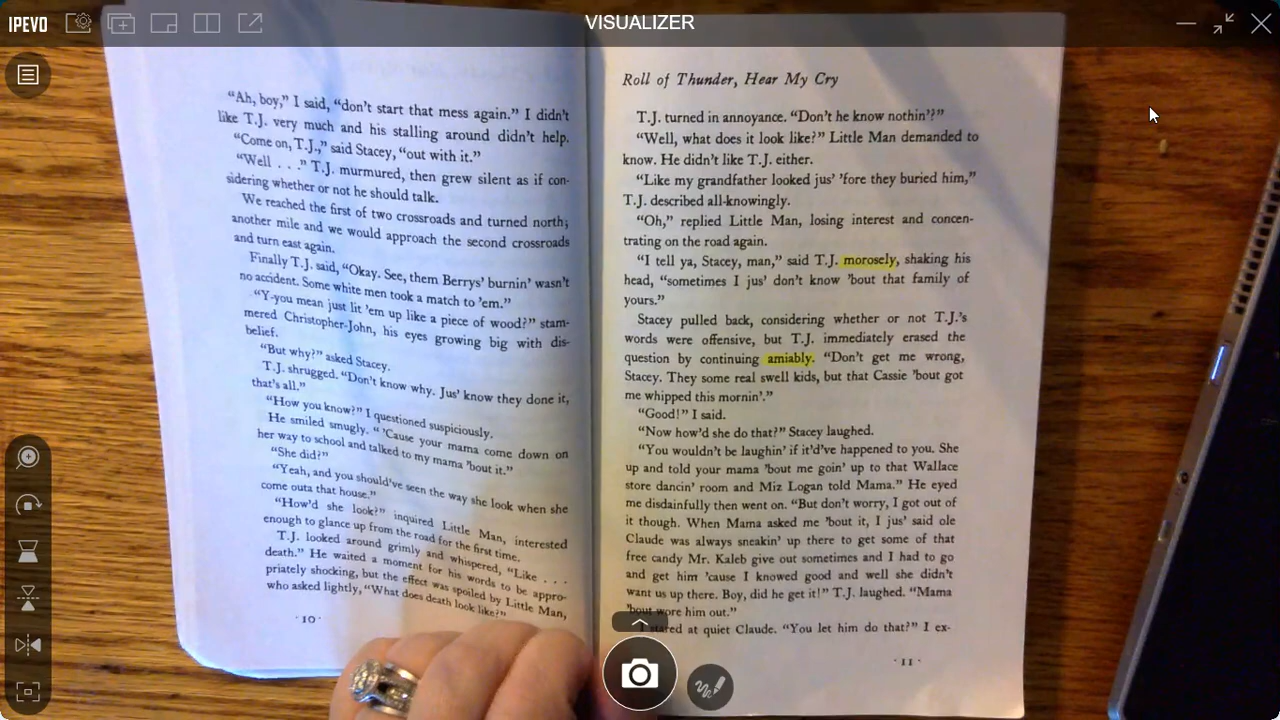 IPEVO
VISUALIZER
"Ah, boy," I said, "don't start that mess again." I didn't
like T.J. very much and his stalling around didn't help.
"Come on, T.J.," said Stacey, "out with it."
"Well . . ." T.J. murmured, then grew silent as if con-
sidering whether or not he should talk.
We reached the first of two crossroads and turned north;
another mile and we would approach the second crossroads
and turn east again.
Finally T.J. said, "Okay. See, them Berrys' burnin' wasn't
no accident. Some white men took a match to 'em."
"Y-you mean just lit 'em up like a piece of wood?" stam-
mered Christopher-John, his eyes growing big with dis-
belief.
"But why?" asked Stacey.
T.J. shrugged. "Don't know why. Jus' know they done it,
that's all."
"How you know?" I questioned suspiciously.
He smiled smugly. " 'Cause your mama come down on
her way to school and talked to my mama 'bout it."
"She did?"
"Yeah, and you should've seen the way she look when she
come outa that house."
"How'd she look?" inquired Little Man, interested
enough to glance up from the road for the first time.
T.J. looked around grimly and whispered, "Like . . .
death." He waited a moment for his words to be appro-
priately shocking, but the effect was spoiled by Little Man,
who asked lightly, "What does death look like?"
·10·
Roll of Thunder, Hear My Cry
T.J. turned in annoyance. "Don't he know nothin'?"
"Well, what does it look like?" Little Man demanded to
know. He didn't like T.J. either.
"Like my grandfather looked jus' 'fore they buried him,"
T.J. described all-knowingly.
"Oh," replied Little Man, losing interest and concen-
trating on the road again.
"I tell ya, Stacey, man," said T.J. morosely, shaking his
head, "sometimes I jus' don't know 'bout that family of
yours."
Stacey pulled back, considering whether or not T.J.'s
words were offensive, but T.J. immediately erased the
question by continuing amiably. "Don't get me wrong,
Stacey. They some real swell kids, but that Cassie 'bout got
me whipped this mornin'."
"Good!" I said.
"Now how'd she do that?" Stacey laughed.
"You wouldn't be laughin' if it'd've happened to you. She
up and told your mama 'bout me goin' up to that Wallace
store dancin' room and Miz Logan told Mama." He eyed
me disdainfully then went on. "But don't worry, I got out of
it though. When Mama asked me 'bout it, I jus' said ole
Claude was always sneakin' up there to get some of that
free candy Mr. Kaleb give out sometimes and I had to go
and get him 'cause I knowed good and well she didn't
want us up there. Boy, did he get it!" T.J. laughed. "Mama
'bout wore him out."
I stared at quiet Claude. "You let him do that?" I ex-
·11·